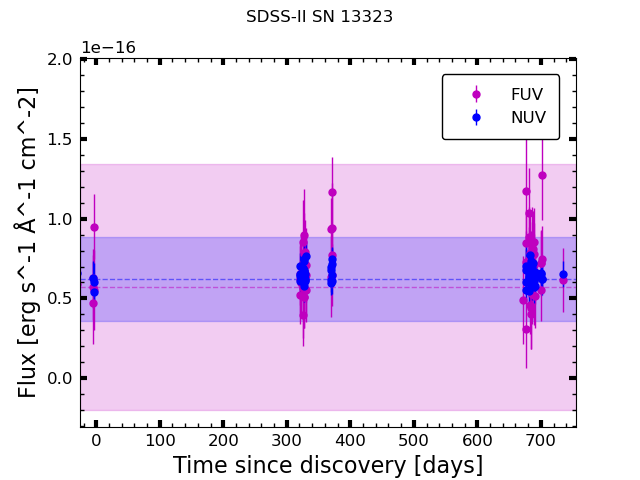 SDSS-II SN 13323
1e−16
FUV
NUV
2.0
1.5
1.0
0.5
0.0
Flux [erg s^-1 Å^-1 cm^-2]
0 100 200 300 400 500 600 700
Time since discovery [days]